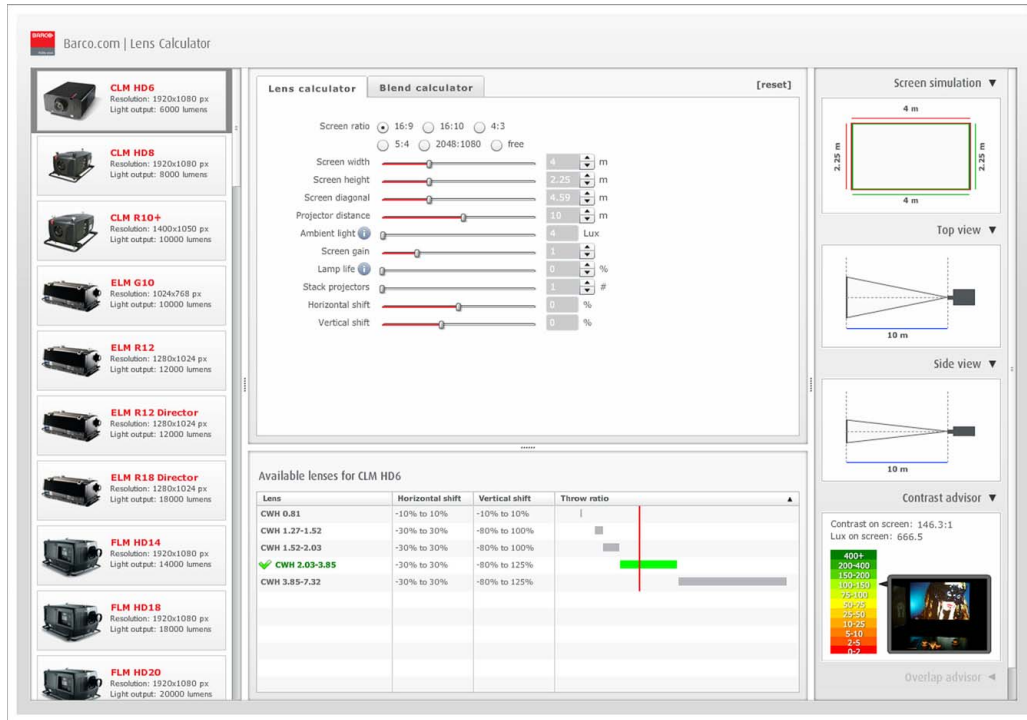 BARCO
Barco.com | Lens Calculator
CLM HD6
Resolution: 1920x1080 px
Light output: 6000 lumens
CLM HD8
Resolution: 1920x1080 px
Light output: 8000 lumens
CLM R10+
Resolution: 1400x1050 px
Light output: 10000 lumens
ELM G10
Resolution: 1024x768 px
Light output: 10000 lumens
ELM R12
Resolution: 1280x1024 px
Light output: 12000 lumens
ELM R12 Director
Resolution: 1280x1024 px
Light output: 12000 lumens
ELM R18 Director
Resolution: 1280x1024 px
Light output: 18000 lumens
FLM HD14
Resolution: 1920x1080 px
Light output: 14000 lumens
FLM HD18
Resolution: 1920x1080 px
Light output: 18000 lumens
FLM HD20
Resolution: 1920x1080 px
Light output: 20000 lumens
Lens calculator Blend calculator [reset]
Screen ratio 16:9 16:10 4:3
5:4 2048:1080 free
Screen width 4 m
Screen height 2.25 m
Screen diagonal 4.59 m
Projector distance 10 m
Ambient light i 4 Lux
Screen gain 1
Lamp life i 0 %
Stack projectors 1 #
Horizontal shift 0 %
Vertical shift 0 %
Available lenses for CLM HD6
Lens Horizontal shift Vertical shift Throw ratio
CWH 0.81 -10% to 10% -10% to 10%
CWH 1.27-1.52 -30% to 30% -80% to 100%
CWH 1.52-2.03 -30% to 30% -80% to 100%
CWH 2.03-3.85 -30% to 30% -80% to 125%
CWH 3.85-7.32 -30% to 30% -80% to 125%
Screen simulation
4 m
2.25 m
2.25 m
4 m
Top view
10 m
Side view
10 m
Contrast advisor
Contrast on screen: 146.3:1
Lux on screen: 666.5
400+
200-400
150-200
100-150
75-100
50-75
25-50
10-25
5-10
2-5
0-2
Overlap advisor